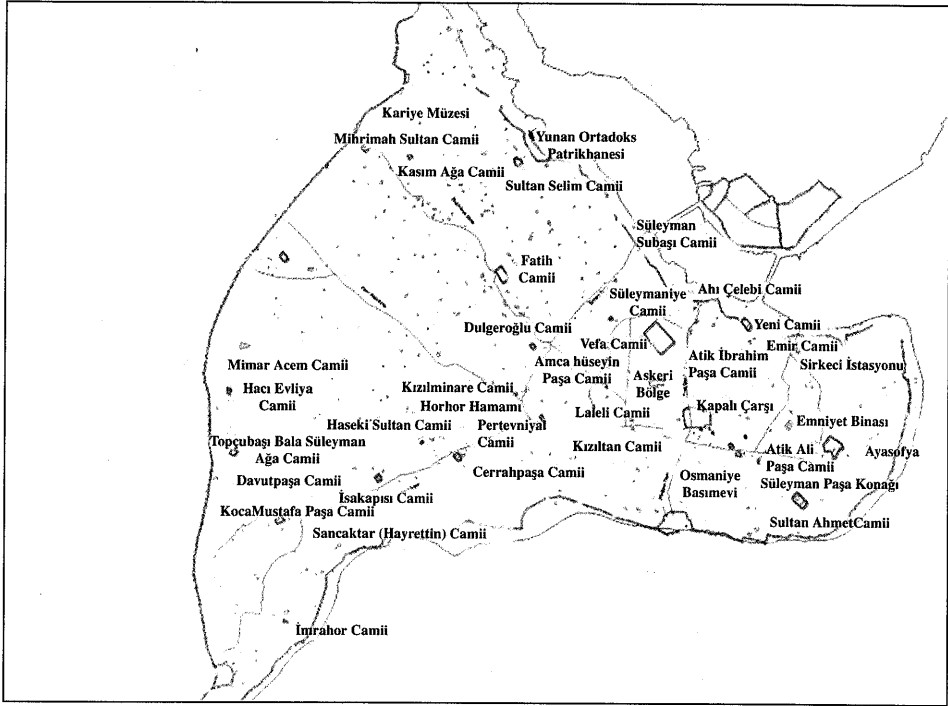 Kariye Müzesi
Mihrimah Sultan Camii
Yunan Ortadoks
Patrikhanesi
Kasım Ağa Camii
Sultan Selim Camii
Süleyman
Subaşı Camii
Fatih
Camii
Ahı Çelebi Camii
Süleymaniye
Camii
Yeni Camii
Dulgeroğlu Camii
Vefa Camii
Emir Camii
Mimar Acem Camii
Amca hüseyin
Paşa Camii
Atik İbrahim
Paşa Camii
Sirkeci İstasyonu
Askeri
Bölge
Hacı Evliya
Camii
Kızılminare Camii
Horhor Hamamı
Laleli Camii
Kapalı Çarşı
Emniyet Binası
Haseki Sultan Camii
Pertevniyal
Camii
Topçubaşı Bala Süleyman
Ağa Camii
Kızıltan Camii
Atik Ali
Paşa Camii
Ayasofya
Davutpaşa Camii
Cerrahpaşa Camii
Osmaniye
Basımevi
Süleyman Paşa Konağı
İsakapısı Camii
KocaMustafa Paşa Camii
Sultan AhmetCamii
Sancaktar (Hayrettin) Camii
İmrahor Camii